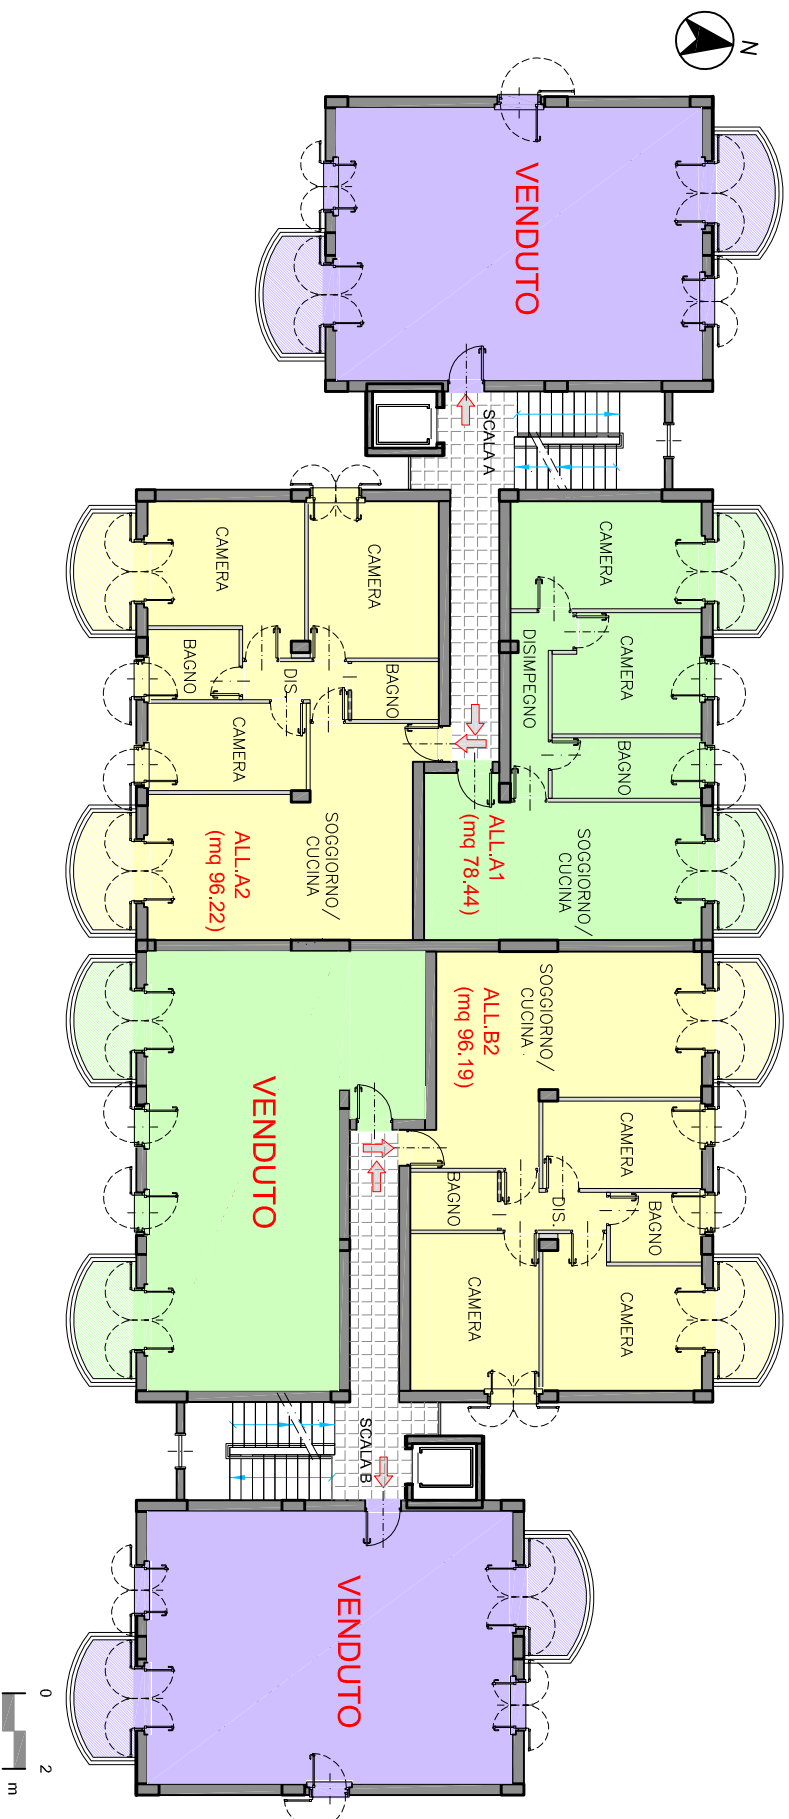 N
VENDUTO
SCALA A
CAMERA
CAMERA
CAMERA
CAMERA
DISIMPEGNO
BAGNO
DIS.
BAGNO
CAMERA
BAGNO
SOGGIORNO/
CUCINA
ALL.A1
(mq 78.44)
SOGGIORNO/
CUCINA
ALL.A2
(mq 96.22)
SOGGIORNO/
CUCINA.
ALL.B2
(mq 96.19)
VENDUTO
CAMERA
BAGNO
DIS.
BAGNO
CAMERA
CAMERA
SCALA B
VENDUTO
0
2
m